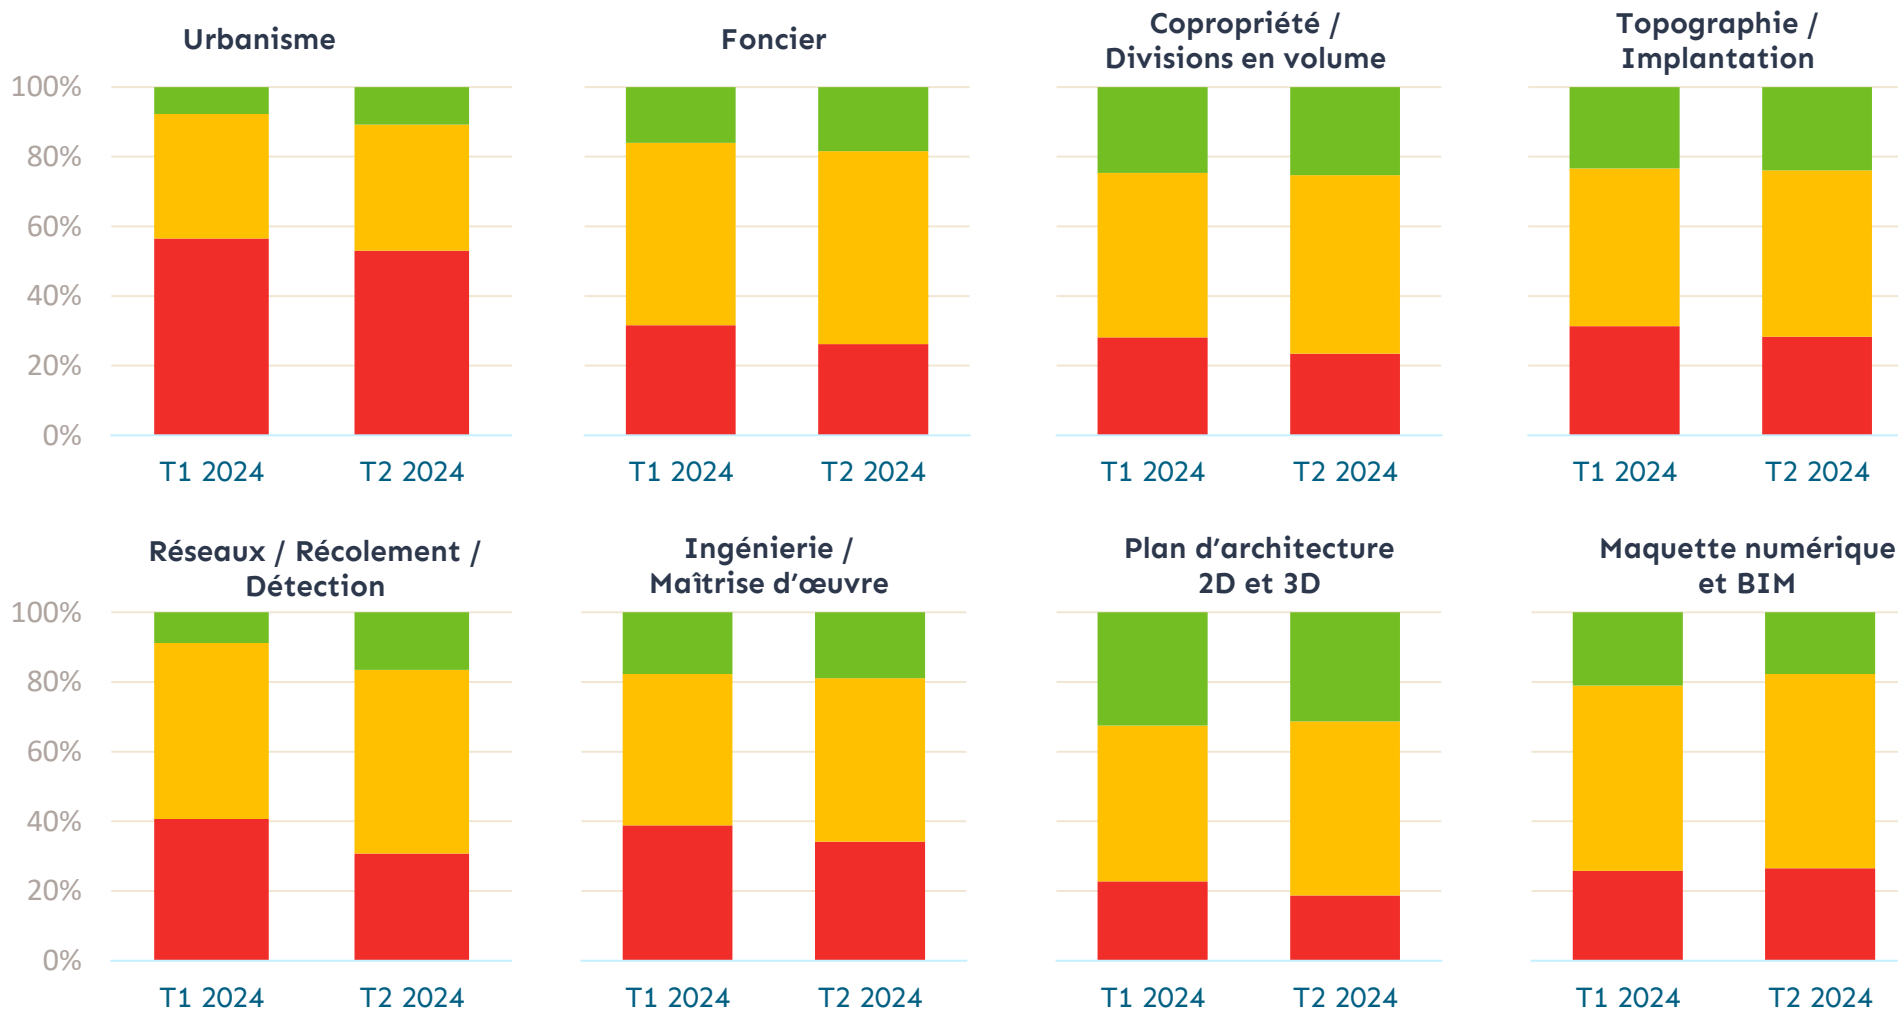 Urbanisme
Foncier
Copropriété /
Divisions en volume
Topographie /
Implantation
100%
80%
60%
40%
20%
0%
T1 2024
T2 2024
T1 2024
T2 2024
T1 2024
T2 2024
T1 2024
T2 2024
Réseaux / Récolement /
Détection
Ingénierie /
Maîtrise d’œuvre
Plan d’architecture
2D et 3D
Maquette numérique
et BIM
100%
80%
60%
40%
20%
0%
T1 2024
T2 2024
T1 2024
T2 2024
T1 2024
T2 2024
T1 2024
T2 2024